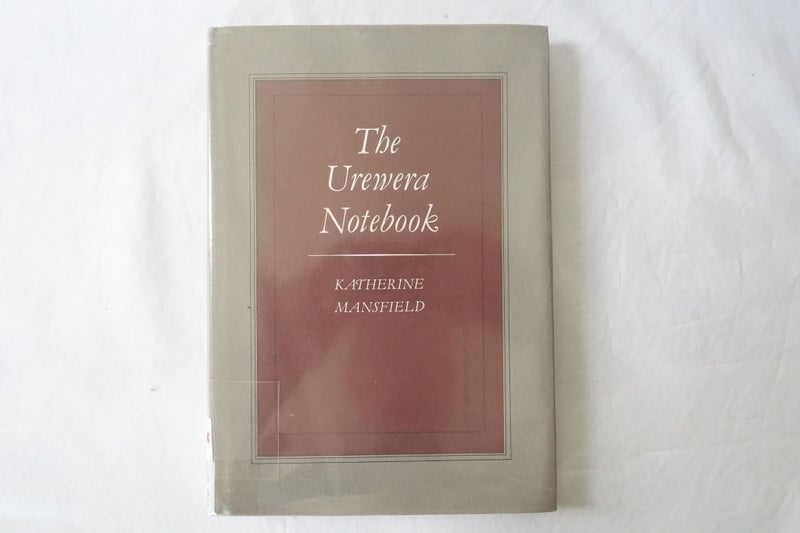 The
Urewera
Notebook
KATHERINE
MANSFIELD